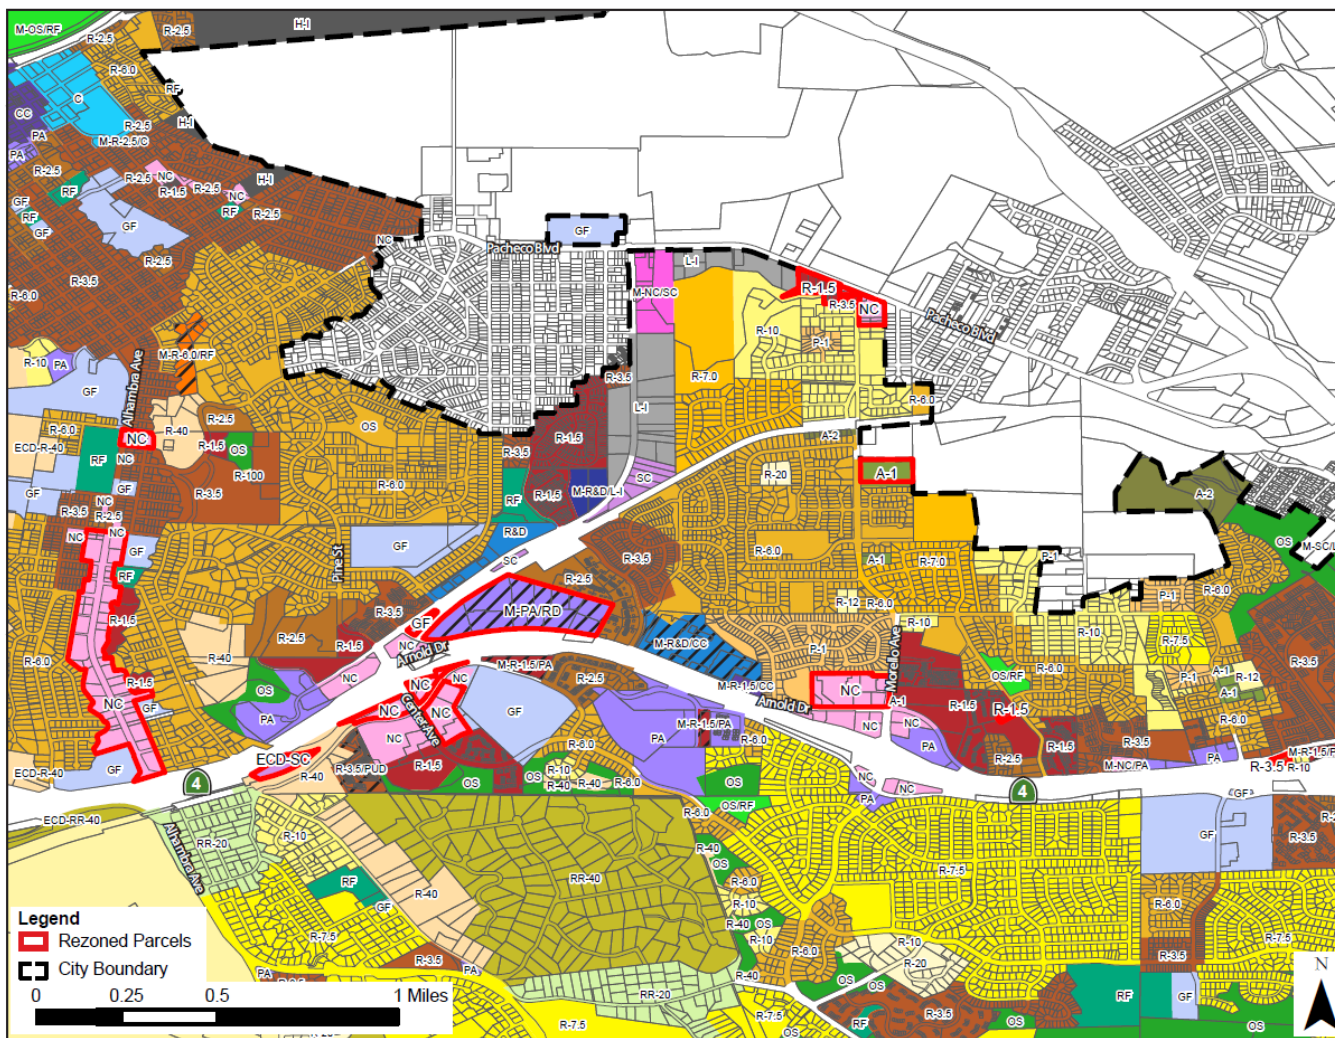 M-OS/RF
R-2.5
R-2.5
H-I
R-6.0
RF
C
CC
R-2.5
H-I
PA
M-R-2.5/C
PA
R-2.5
R-2.5
NC
R-1.5
R-2.5
H-I
NC
RF
GF
RF
GF
GF
RF
R-2.5
NC
Pacheco Blvd
GF
R-2.5
R-3.5
R-6.0
L-I
M-NC/SC
R-1.5
R-3.5
NC
Pacheco Blvd
R-10
P-1
M-R-6.0/RF
R-10
PA
GF
Alhambra Ave
R-3.5
R-7.0
L-I
R-6.0
R-2.5
OS
R-40
R-6.0
NC
R-1.5
OS
ECD-R-40
RF
NC
R-100
R-3.5
R-1.5
A-2
R-20
A-1
SC
GF
NC
GF
R-3.5
R-6.0
RF
R-1.5
M-R&D/L-I
A-2
R-3.5
R-2.5
NC
NC
GF
R&D
GF
SC
R-3.5
R-6.0
OS
M-SC/L
A-1
R-7.0
P-1
Pine St
RF
NC
R-2.5
R-12
R-6.0
P-1
R-6.0
R-3.5
M-PA/RD
GF
R-10
R-1.5
R-2.5
R-1.5
NC
Arnold Dr
M-R&D/CC
P-1
Morello Ave
R-10
R-7.5
R-6.0
R-40
M-R-1.5/PA
R-2.5
R-6.0
OS/RF
P-1
A-1
R-12
A-1
R-3.5
R-1.5
OS
PA
NC
NC
NC
NC
NC
Center Ave
GF
M-R-1.5/CC
Arnold Dr
NC
A-1
R-1.5
R-1.5
R-6.0
NC
GF
NC
PA
M-R-1.5/PA
R-6.0
NC
NC
PA
R-1.5
R-3.5
R-6.0
ECD-SC
R-40
R-3.5/PUD
R-1.5
R-6.0
R-2.5
M-NC/PA
PA
R-3.5
R-10
ECD-R-40
GF
4
OS
OS
R-10
R-40
R-40
R-6.0
OS
NC
NC
PA
4
GF
ECD-RR-40
OS/RF
R-6.0
RR-20
R-10
Alhambra Ave
GF
R-3.5
R-40
OS
R-7.5
RR-40
RF
R-40
GF
R-6.0
R-10
R-6.0
Legend
Rezoned Parcels
City Boundary
0 0.25 0.5 1 Miles
R-7.5
R-40
OS
R-10
R-6.0
R-10
R-20
R-3.5
R-7.5
N
PA
R-3.5
PA
R-40
OS
OS
RR-20
RF
GF
R-7.5
R-7.5
OS
RF
R-3.5
OS
OS